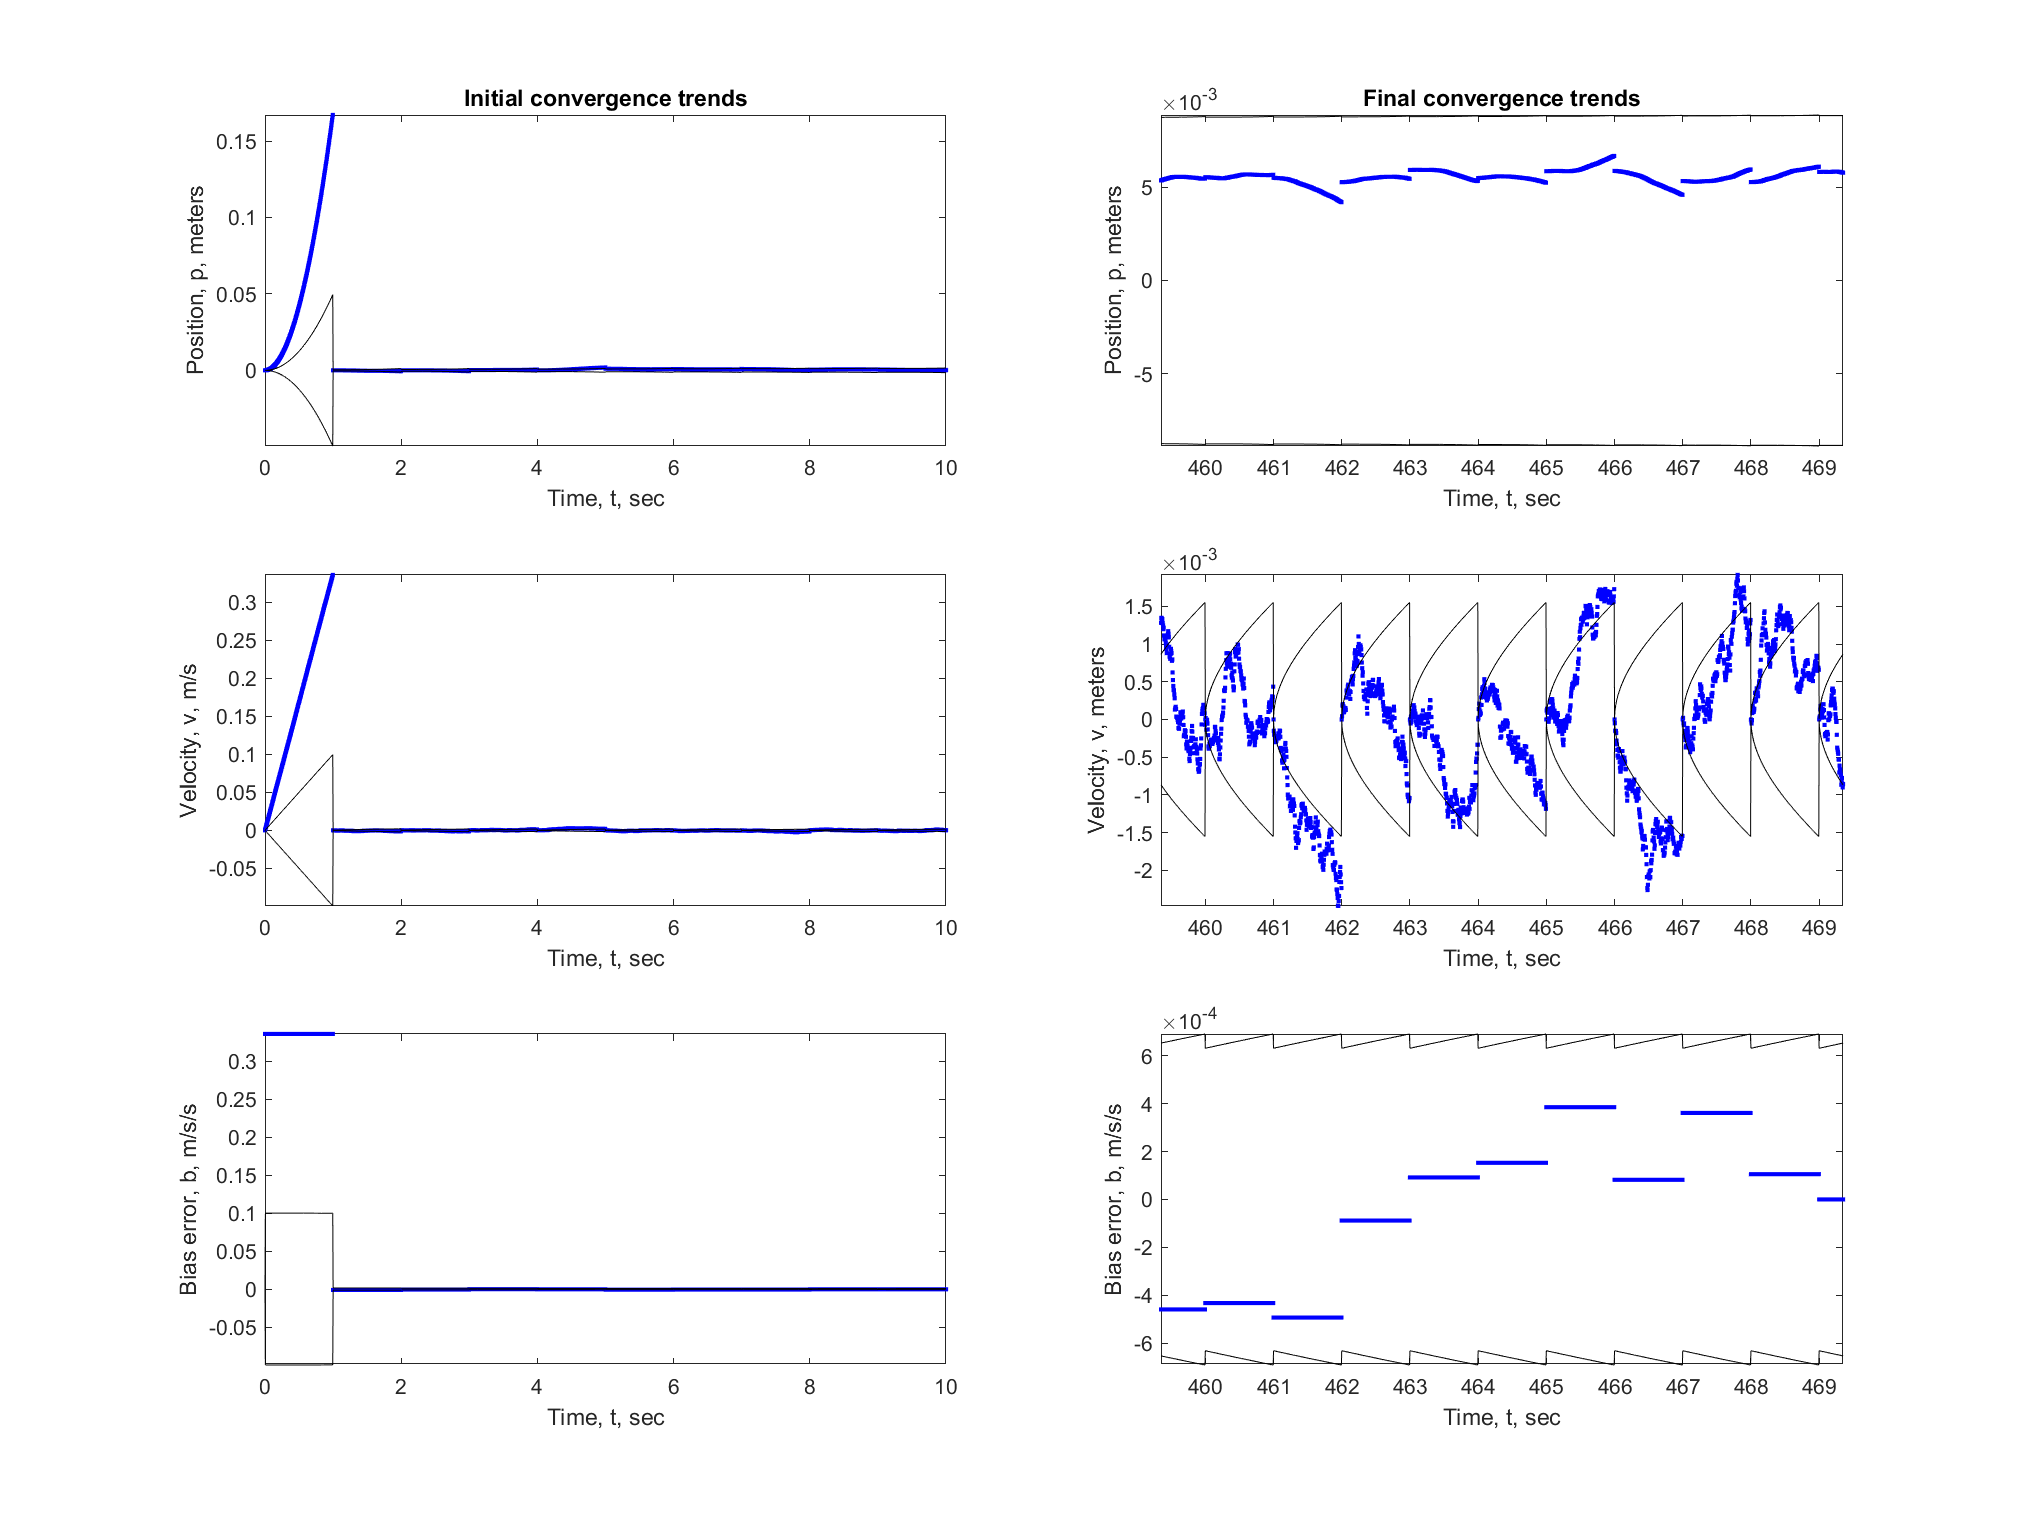 Initial convergence trends
0.15
0.1
0.05
0
Position, p, meters
0 2 4 6 8 10
Time, t, sec
Final convergence trends
×10-3
5
0
-5
Position, p, meters
460 461 462 463 464 465 466 467 468 469
Time, t, sec
0.3
0.25
0.2
0.15
0.1
0.05
0
-0.05
Velocity, v, m/s
0 2 4 6 8 10
Time, t, sec
×10-3
1.5
1
0.5
0
-0.5
-1
-1.5
-2
Velocity, v, meters
460 461 462 463 464 465 466 467 468 469
Time, t, sec
0.3
0.25
0.2
0.15
0.1
0.05
0
-0.05
Bias error, b, m/s/s
0 2 4 6 8 10
Time, t, sec
×10-4
6
4
2
0
-2
-4
-6
Bias error, b, m/s/s
460 461 462 463 464 465 466 467 468 469
Time, t, sec